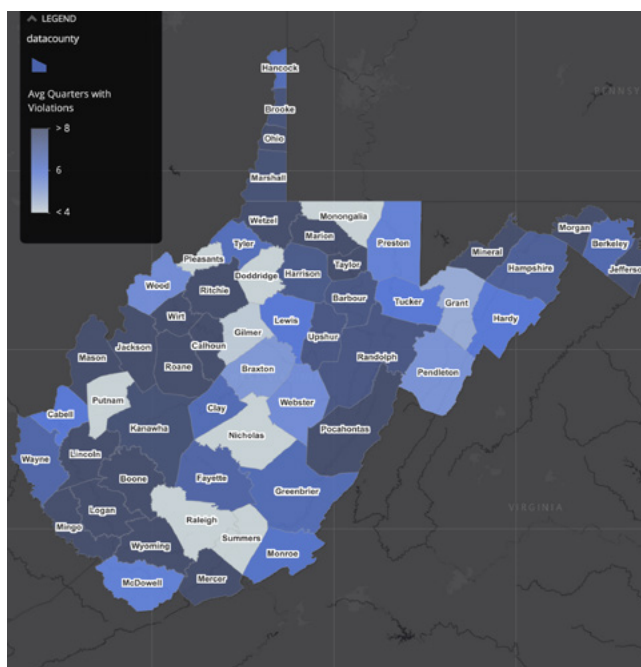 LEGEND
datacounty
Avg Quarters with
Violations
> 8
6
< 4
Hancock
PENNSY
Brooke
Ohio
Marshall
Wetzel
Monongalia
Marion
Preston
Morgan
Berkeley
Jefferso
Mineral
Hampshire
Tyler
Pleasants
Doddridge
Harrison
Taylor
Wood
Ritchie
Barbour
Tucker
Grant
Hardy
Wirt
Lewis
Gilmer
Calhoun
Upshur
Jackson
Mason
Roane
Braxton
Randolph
Pendleton
Putnam
Cabell
Clay
Webster
Kanawha
Nicholas
Pocahontas
Wayne
Lincoln
Boone
Fayette
Greenbrier
VIRGINIA
Logan
Mingo
Raleigh
Summers
Wyoming
Monroe
McDowell
Mercer